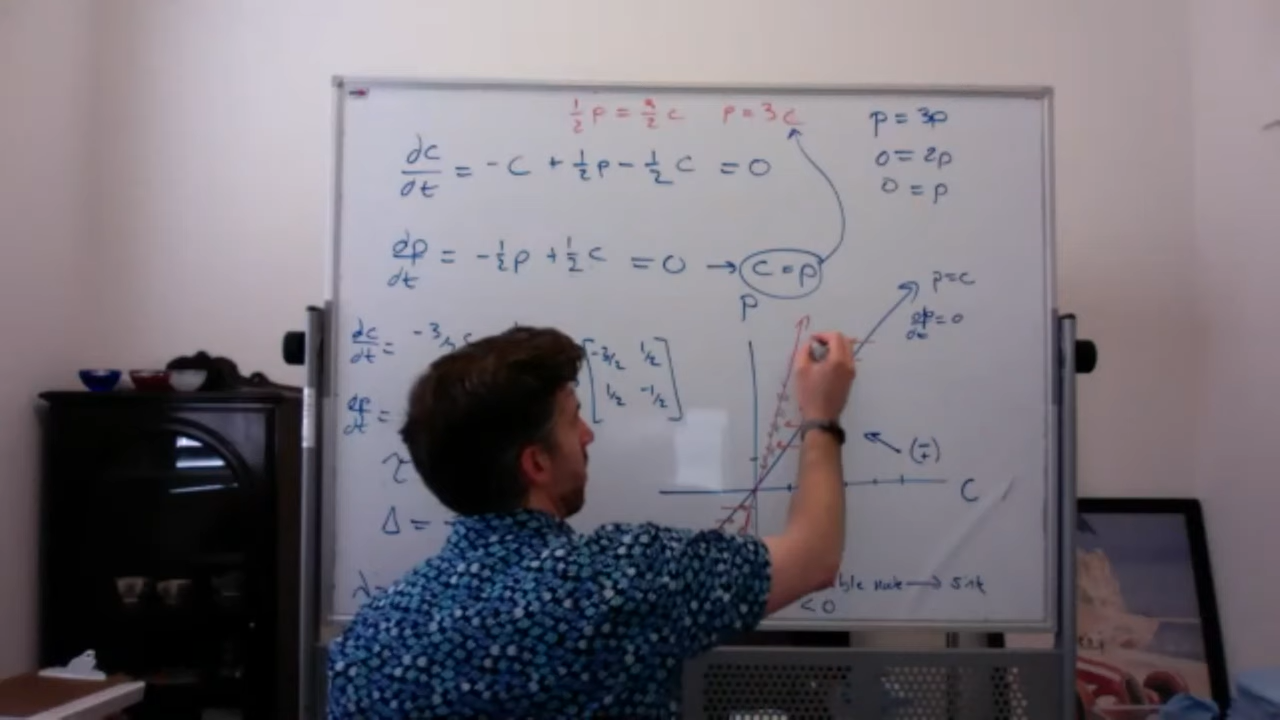 ½p = 3/2 c    p = 3c
dc/dt = -c + ½p - ½c = 0
p = 3p
0 = 2p
0 = p
dp/dt = -½p + ½c = 0 → c = p
p
p = c
dp/dt = 0
dc/dt = -3/2 c
[-3/2 1/2
1/2 -1/2]
dp/dt =
(-/+)
c
τ
Δ = -
λ =
node → sink
< 0